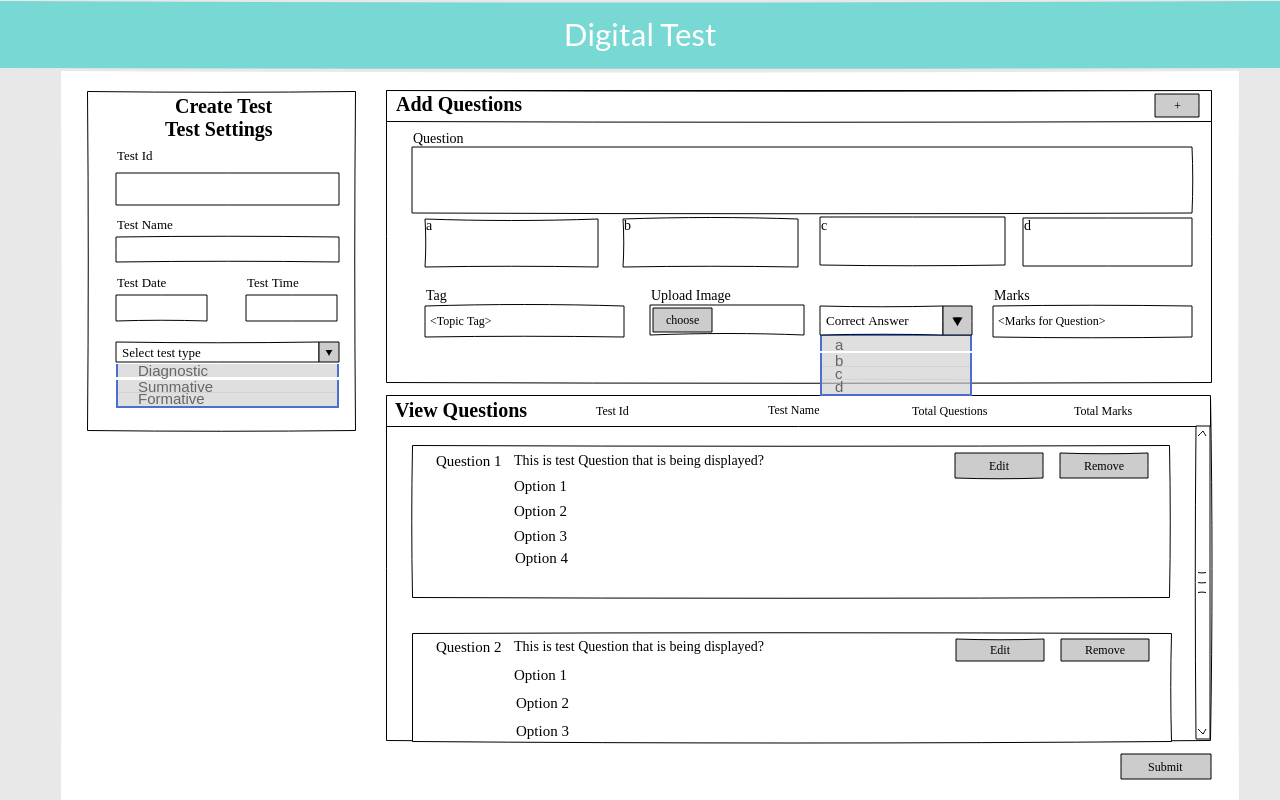 Digital Test
Create Test
Test Settings
Test Id
Test Name
Test Date Test Time
Select test type
Diagnostic
Summative
Formative
Add Questions +
Question
a b c d
Tag Upload Image Marks
<Topic Tag> choose Correct Answer <Marks for Question>
a
b
c
d
View Questions Test Id Test Name Total Questions Total Marks
Question 1 This is test Question that is being displayed? Edit Remove
Option 1
Option 2
Option 3
Option 4
Question 2 This is test Question that is being displayed? Edit Remove
Option 1
Option 2
Option 3
Submit